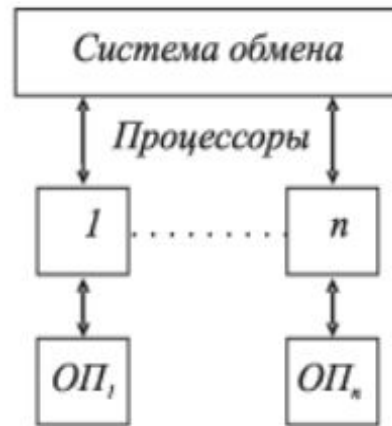 Система обмена
Процессоры
1 . . . . . . . . . . n
ОП₁ ОПₙ